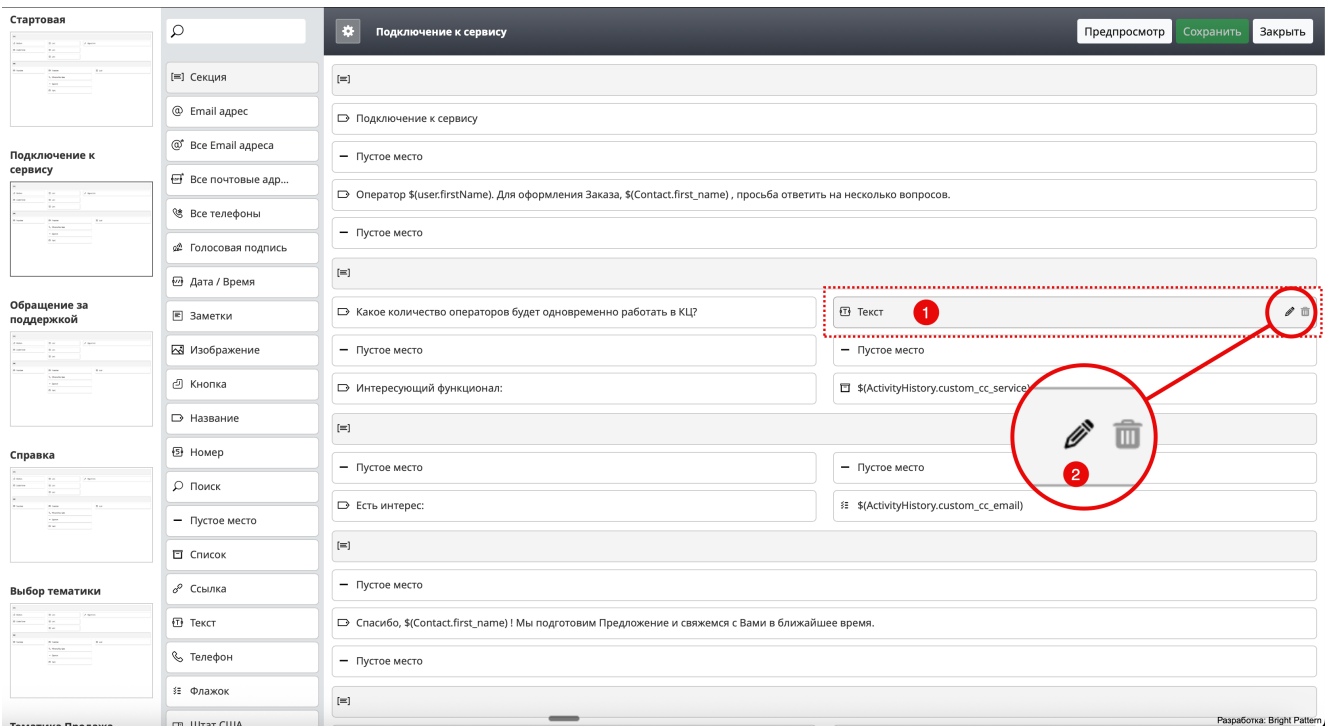 Стартовая
Подключение к
сервису
Обращение за
поддержкой
Справка
Выбор тематики
Секция
Email адрес
Все Email адреса
Все почтовые адр...
Все телефоны
Голосовая подпись
Дата / Время
Заметки
Изображение
Кнопка
Название
Номер
Поиск
Пустое место
Список
Ссылка
Текст
Телефон
Флажок
Штат США
Подключение к сервису
Предпросмотр
Сохранить
Закрыть
Подключение к сервису
Пустое место
Оператор $(user.firstName). Для оформления Заказа, $(Contact.first_name) , просьба ответить на несколько вопросов.
Пустое место
Какое количество операторов будет одновременно работать в КЦ?
Текст
1
Пустое место
Пустое место
Интересующий функционал:
$(ActivityHistory.custom_cc_service)
2
Пустое место
Пустое место
Есть интерес:
$(ActivityHistory.custom_cc_email)
Пустое место
Спасибо, $(Contact.first_name) ! Мы подготовим Предложение и свяжемся с Вами в ближайшее время.
Пустое место
Разработка: Bright Pattern